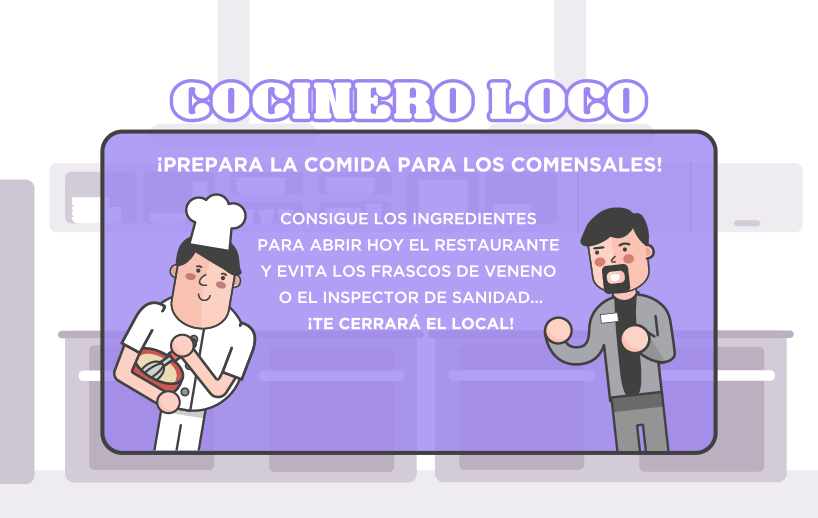 COCINERO LOCO
¡PREPARA LA COMIDA PARA LOS COMENSALES!
CONSIGUE LOS INGREDIENTES
PARA ABRIR HOY EL RESTAURANTE
Y EVITA LOS FRASCOS DE VENENO
O EL INSPECTOR DE SANIDAD...
¡TE CERRARÁ EL LOCAL!